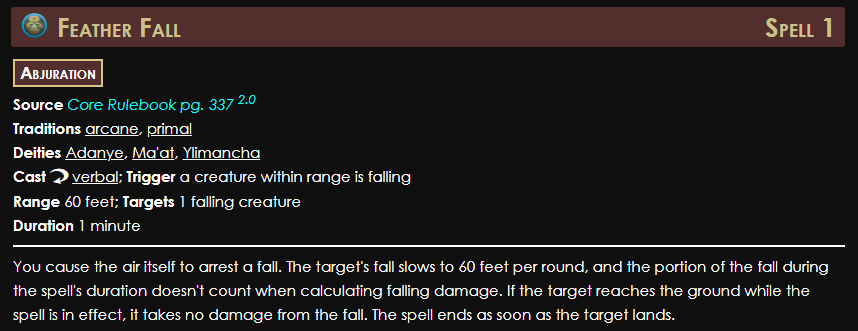 Feather Fall Spell 1
Abjuration
Source Core Rulebook pg. 337 2.0
Traditions arcane, primal
Deities Adanye, Ma'at, Ylimancha
Cast verbal; Trigger a creature within range is falling
Range 60 feet; Targets 1 falling creature
Duration 1 minute
You cause the air itself to arrest a fall. The target's fall slows to 60 feet per round, and the portion of the fall during
the spell's duration doesn't count when calculating falling damage. If the target reaches the ground while the
spell is in effect, it takes no damage from the fall. The spell ends as soon as the target lands.